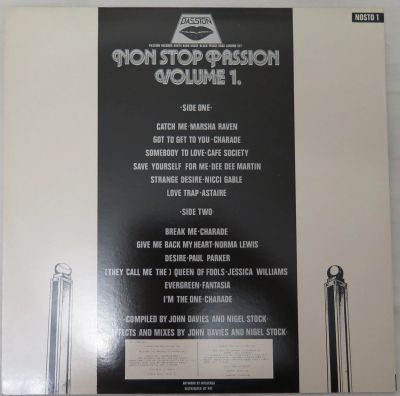 PASSION
NOSTD 1
NON STOP PASSION
VOLUME 1.
·SIDE ONE·
CATCH ME·MARSHA RAVEN
GOT TO GET TO YOU·CHARADE
SOMEBODY TO LOVE·CAFE SOCIETY
SAVE YOURSELF FOR ME·DEE DEE MARTIN
STRANGE DESIRE·NICCI GABLE
LOVE TRAP·ASTAIRE
·SIDE TWO·
BREAK ME·CHARADE
GIVE ME BACK MY HEART·NORMA LEWIS
DESIRE·PAUL PARKER
(THEY CALL ME THE) QUEEN OF FOOLS·JESSICA WILLIAMS
EVERGREEN·FANTASIA
I'M THE ONE·CHARADE
COMPILED BY JOHN DAVIES AND NIGEL STOCK·
EFFECTS AND MIXES BY JOHN DAVIES AND NIGEL STOCK·
DISTRIBUTED BY PRT